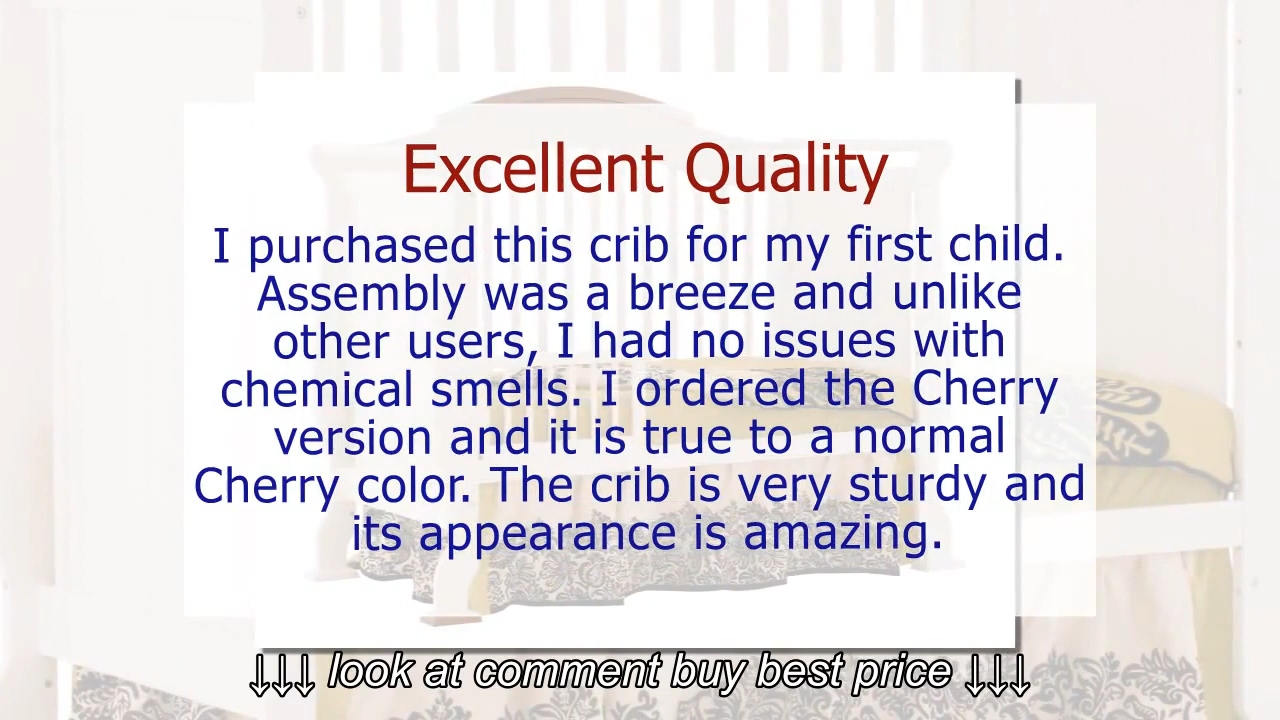 Excellent Quality
I purchased this crib for my first child.
Assembly was a breeze and unlike
other users, I had no issues with
chemical smells. I ordered the Cherry
version and it is true to a normal
Cherry color. The crib is very sturdy and
its appearance is amazing.
↓↓↓ look at comment buy best price ↓↓↓